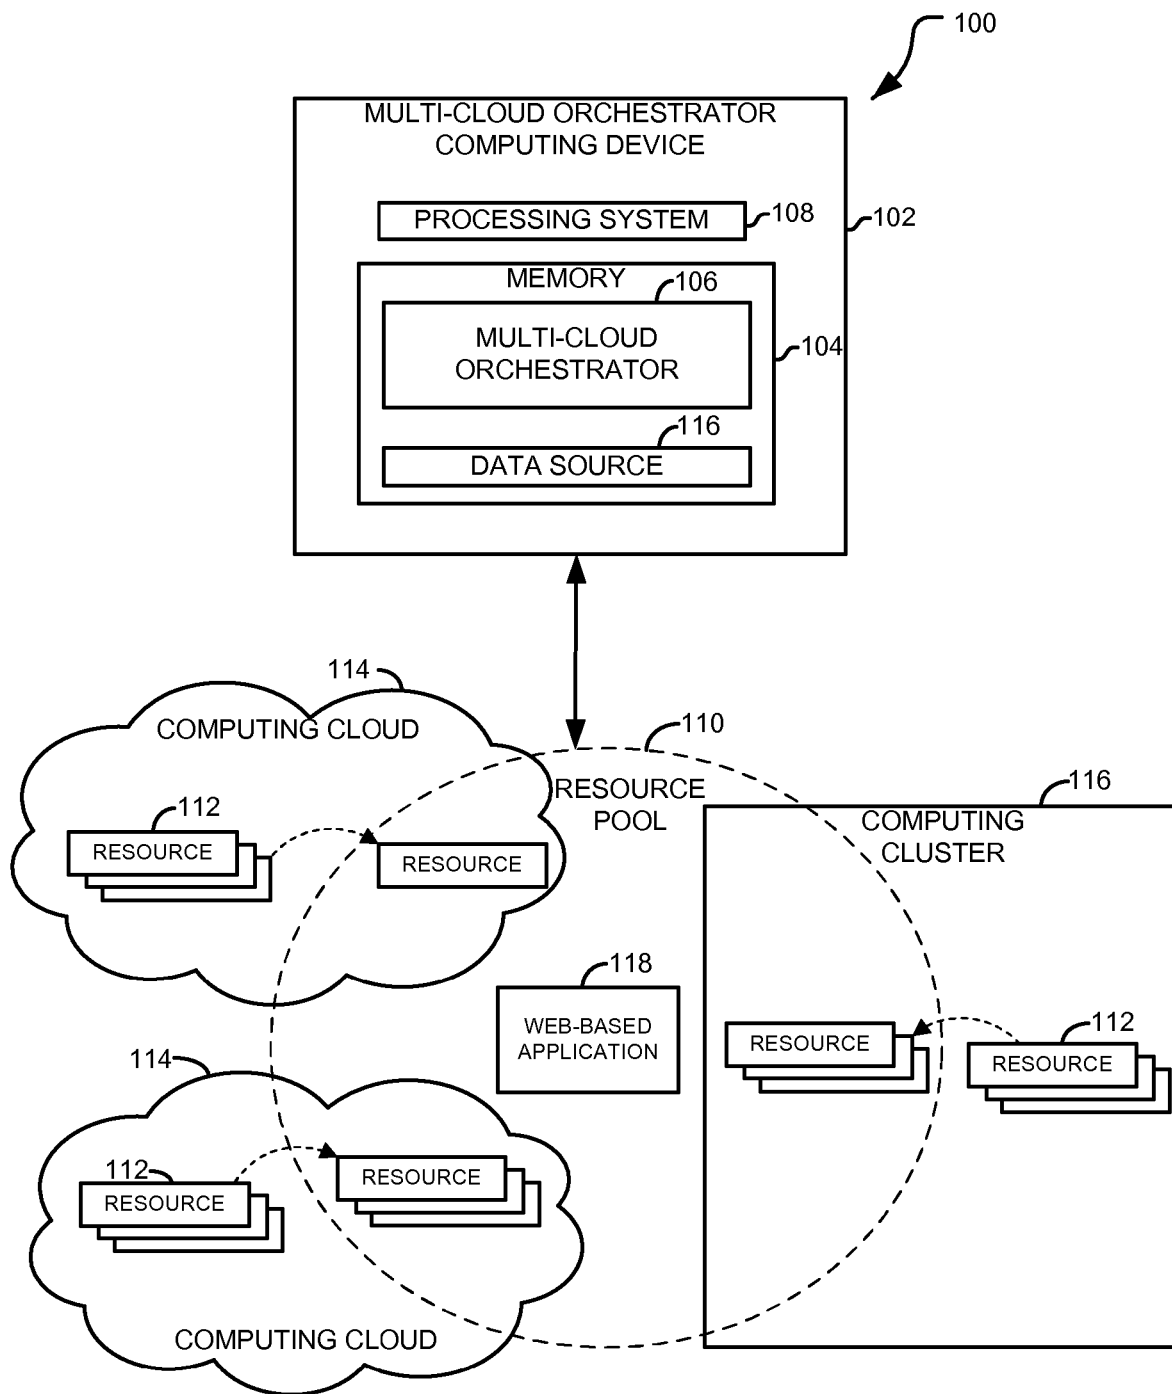 100
MULTI-CLOUD ORCHESTRATOR
COMPUTING DEVICE
PROCESSING SYSTEM
108
102
MEMORY
106
MULTI-CLOUD
ORCHESTRATOR
104
116
DATA SOURCE
114
COMPUTING CLOUD
110
RESOURCE
POOL
116
COMPUTING
CLUSTER
112
RESOURCE
RESOURCE
118
WEB-BASED
APPLICATION
RESOURCE
112
RESOURCE
114
112
RESOURCE
RESOURCE
COMPUTING CLOUD